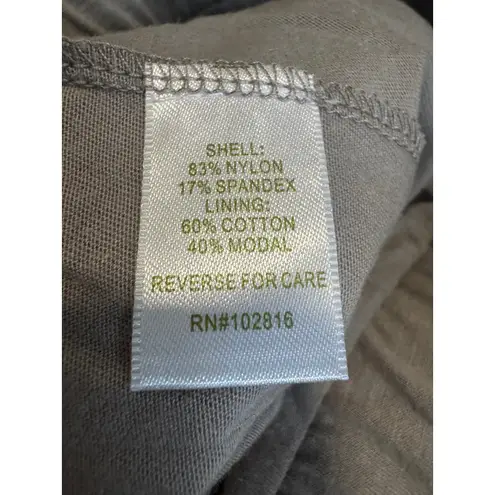 SHELL:
83% NYLON
17% SPANDEX
LINING:
60% COTTON
40% MODAL
REVERSE FOR CARE
RN#102816